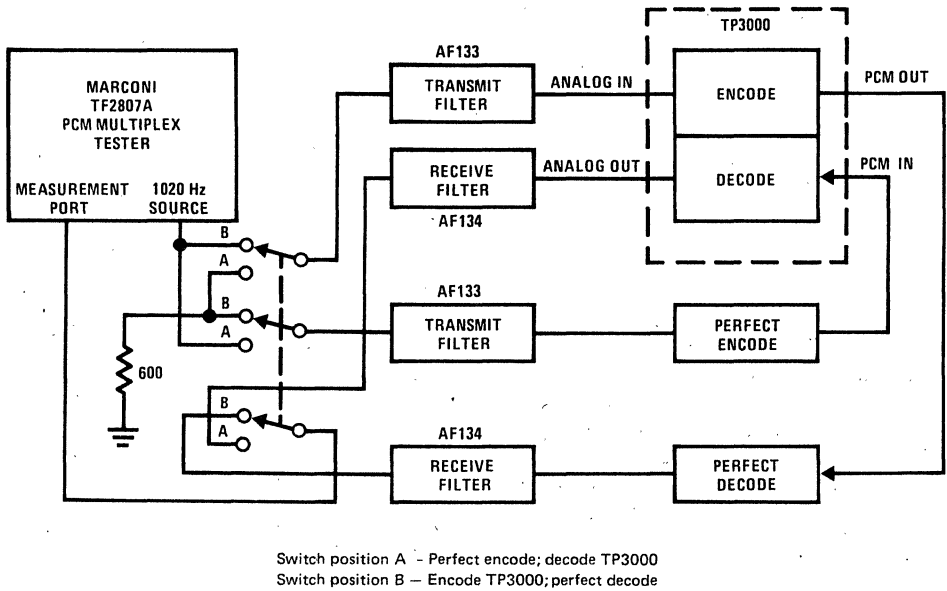 MARCONI
TF2807A
PCM MULTIPLEX
TESTER
MEASUREMENT
PORT
1020 Hz
SOURCE
AF133
TRANSMIT
FILTER
ANALOG IN
TP3000
ENCODE
PCM OUT
RECEIVE
FILTER
AF134
ANALOG OUT
DECODE
PCM IN
B
A
B
A
600
AF133
TRANSMIT
FILTER
PERFECT
ENCODE
B
A
AF134
RECEIVE
FILTER
PERFECT
DECODE
Switch position A - Perfect encode; decode TP3000
Switch position B — Encode TP3000; perfect decode